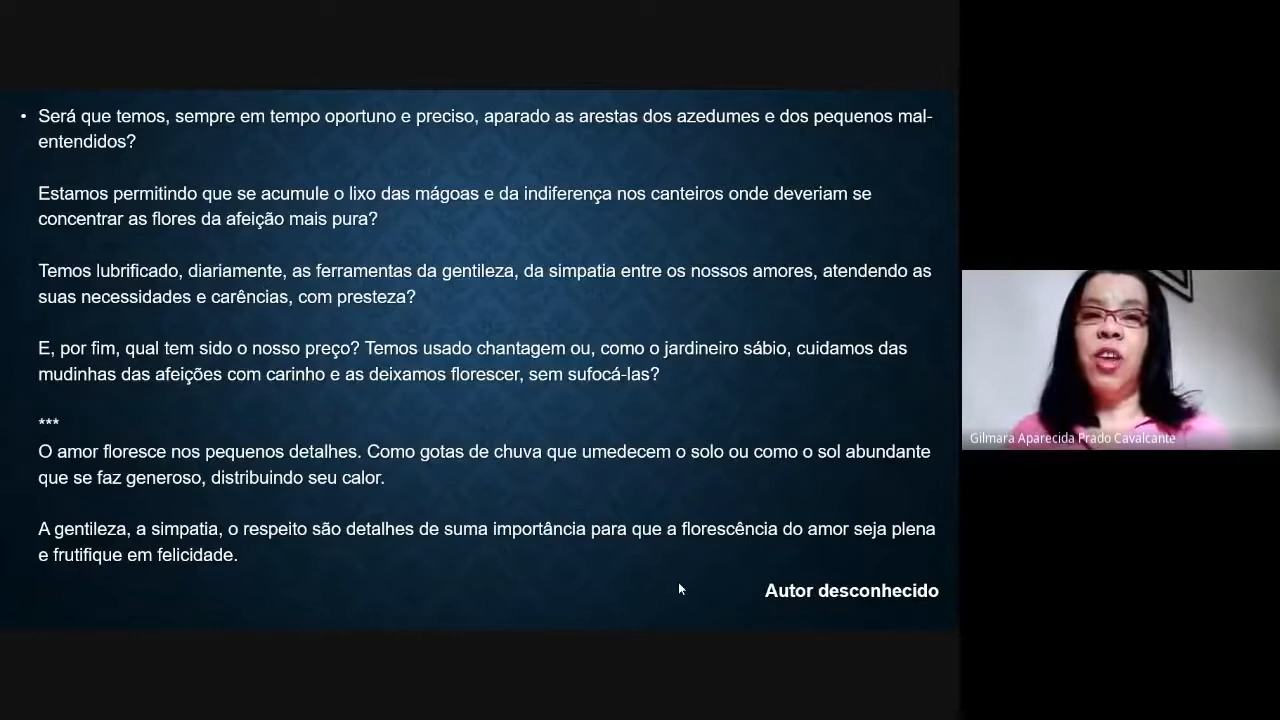 • Será que temos, sempre em tempo oportuno e preciso, aparado as arestas dos azedumes e dos pequenos mal-
entendidos?
Estamos permitindo que se acumule o lixo das mágoas e da indiferença nos canteiros onde deveriam se
concentrar as flores da afeição mais pura?
Temos lubrificado, diariamente, as ferramentas da gentileza, da simpatia entre os nossos amores, atendendo as
suas necessidades e carências, com presteza?
E, por fim, qual tem sido o nosso preço? Temos usado chantagem ou, como o jardineiro sábio, cuidamos das
mudinhas das afeições com carinho e as deixamos florescer, sem sufocá-las?
***
O amor floresce nos pequenos detalhes. Como gotas de chuva que umedecem o solo ou como o sol abundante
que se faz generoso, distribuindo seu calor.
A gentileza, a simpatia, o respeito são detalhes de suma importância para que a florescência do amor seja plena
e frutifique em felicidade.
Autor desconhecido
Gilmara Aparecida Prado Cavalcante